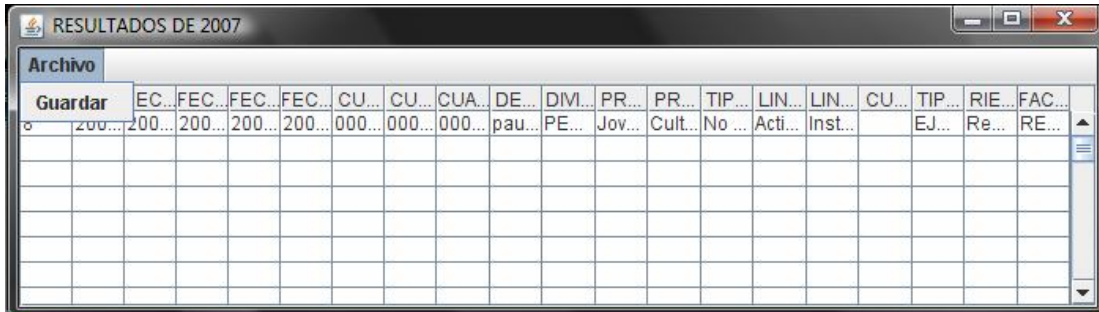 RESULTADOS DE 2007
Archivo
Guardar EC... FEC... FEC... FEC... CU... CU... CUA... DE... DIVI... PR... PR... TIP... LIN... LIN... CU... TIP... RIE... FAC...
200... 200... 200... 200... 200... 000... 000... 000... pau... PE... Jov... Cult... No ... Acti... Inst... EJ... Re... RE...